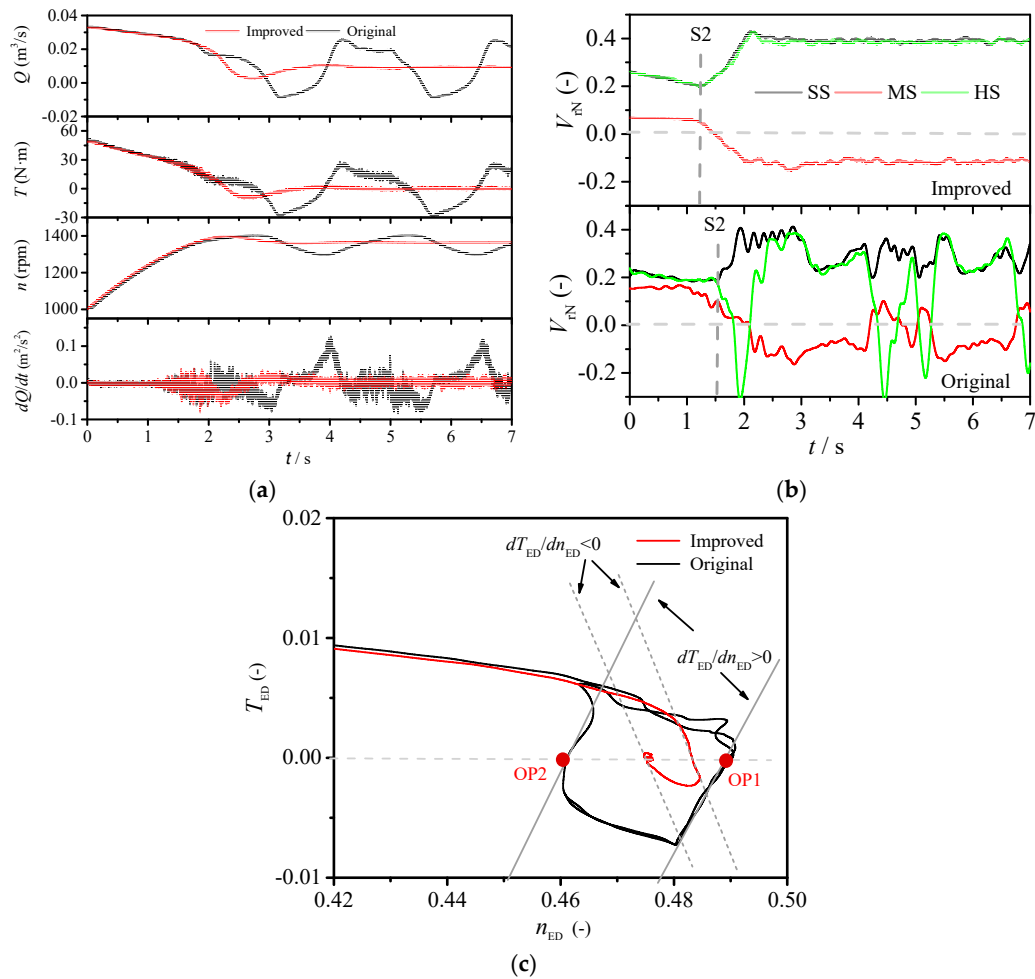 Improved Original
Q (m³/s)
0.04
0.02
0.00
-0.02
T (N·m)
60
30
0
-30
n (rpm)
1400
1200
1000
dQ/dt (m²/s²)
0.1
0.0
-0.1
0 1 2 3 4 5 6 7
t / s
(a)
S2
V_rN (-)
0.4
0.2
0.0
-0.2
SS MS HS
Improved
S2
V_rN (-)
0.4
0.2
0.0
-0.2
Original
0 1 2 3 4 5 6 7
t / s
(b)
0.02
0.01
0.00
-0.01
T_ED (-)
dT_ED/dn_ED<0
Improved
Original
dT_ED/dn_ED>0
OP2
OP1
0.42 0.44 0.46 0.48 0.50
n_ED (-)
(c)